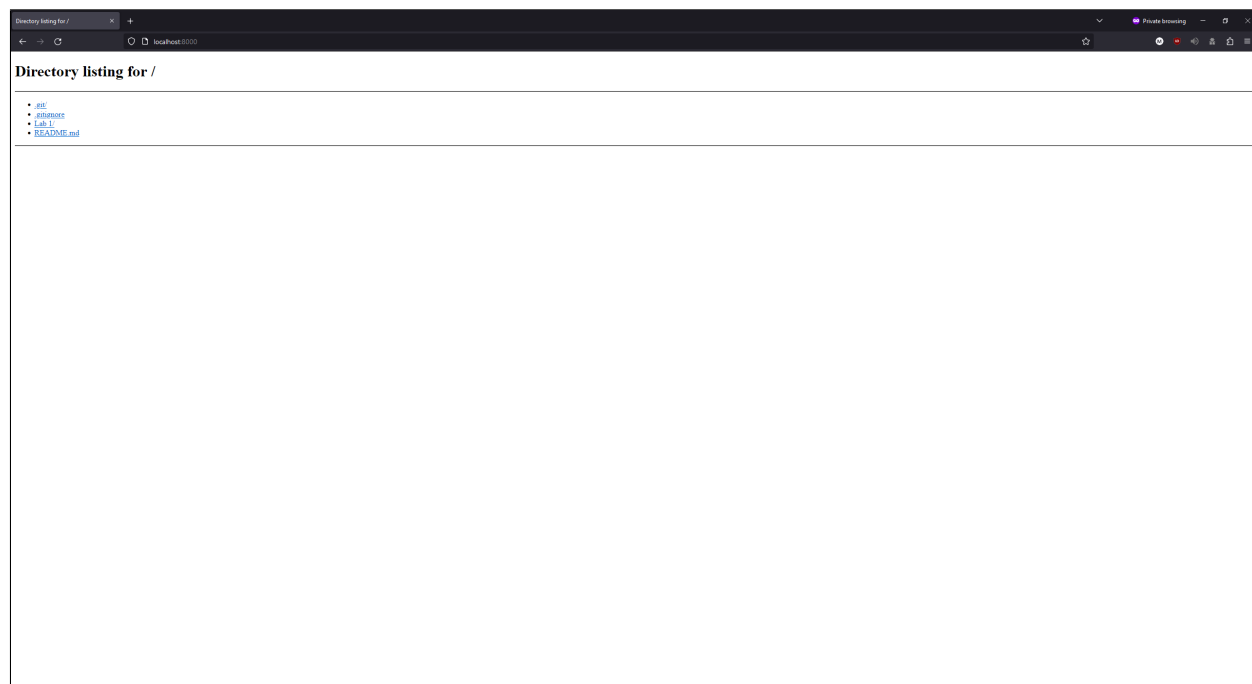 Directory listing for /
Private browsing
localhost:8000
Directory listing for /
.git/
.gitignore
Lab 1/
README.md